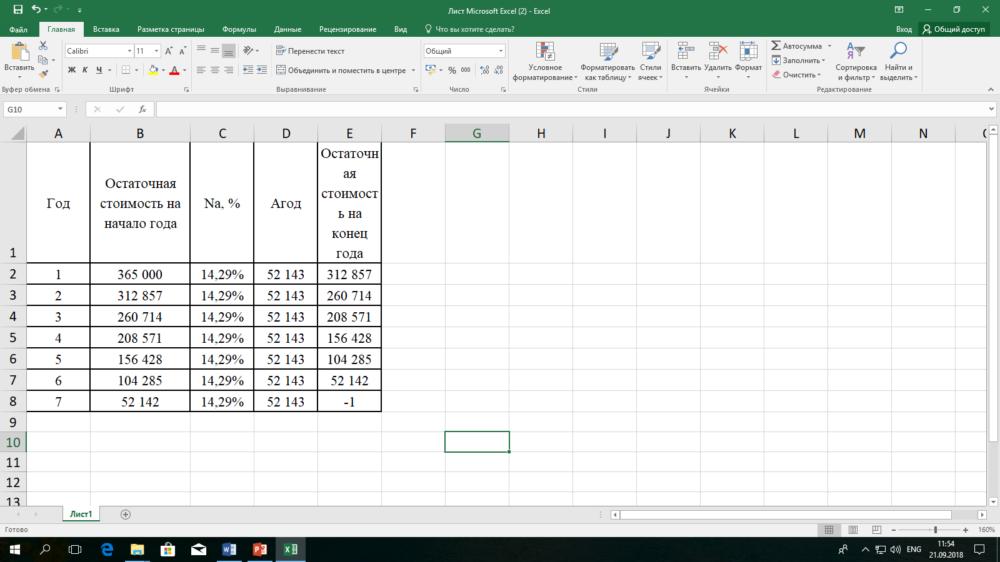 Лист Microsoft Excel (2) - Excel
Файл Главная Вставка Разметка страницы Формулы Данные Рецензирование Вид Что вы хотите сделать? Вход Общий доступ
Calibri 11 Перенести текст Общий Автосумма
Вставить Условное форматирование Форматировать как таблицу Стили ячеек Вставить Удалить Формат Заполнить Сортировка и фильтр Найти и выделить
Ж К Ч А Объединить и поместить в центре % 000 Очистить
Буфер обмена Шрифт Выравнивание Число Стили Ячейки Редактирование
G10 fx
A B C D E F G H I J K L M N
1 Год Остаточная стоимость на начало года Na, % Агод Остаточн
ая
стоимост
ь на
конец
года
2 1 365 000 14,29% 52 143 312 857
3 2 312 857 14,29% 52 143 260 714
4 3 260 714 14,29% 52 143 208 571
5 4 208 571 14,29% 52 143 156 428
6 5 156 428 14,29% 52 143 104 285
7 6 104 285 14,29% 52 143 52 142
8 7 52 142 14,29% 52 143 -1
9
10
11
12
13
Лист1
Готово 160%
ENG 11:54
21.09.2018